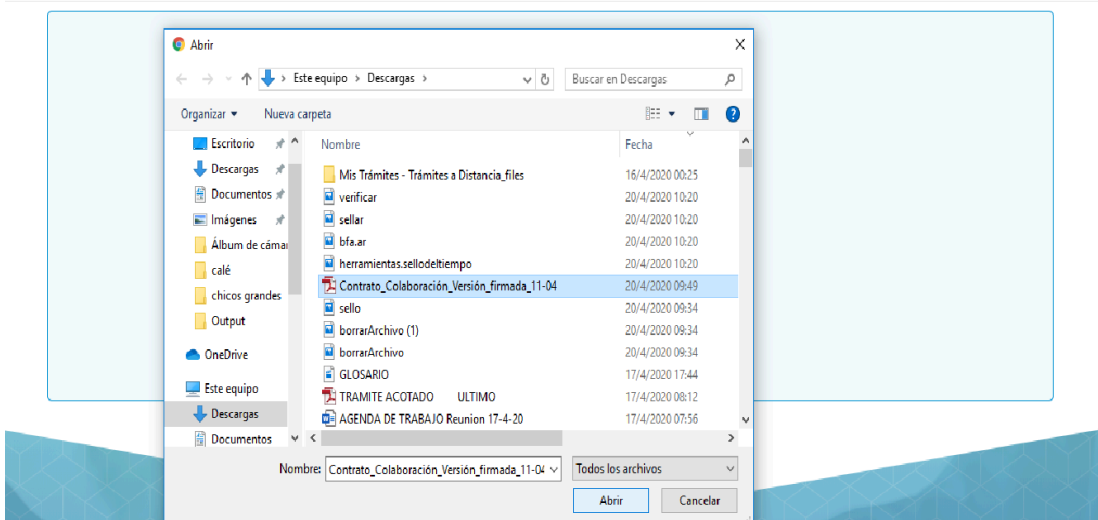 Abrir
Este equipo > Descargas >
Buscar en Descargas
Organizar
Nueva carpeta
Escritorio
Descargas
Documentos
Imágenes
Álbum de cámar
calé
chicos grandes
Output
OneDrive
Este equipo
Descargas
Documentos
Nombre Fecha
Mis Trámites - Trámites a Distancia_files 16/4/2020 00:25
verificar 20/4/2020 10:20
sellar 20/4/2020 10:20
bfa.ar 20/4/2020 10:20
herramientas.sellodeltiempo 20/4/2020 10:20
Contrato_Colaboración_Versión_firmada_11-04 20/4/2020 09:49
sello 20/4/2020 09:34
borrarArchivo (1) 20/4/2020 09:34
borrarArchivo 20/4/2020 09:34
GLOSARIO 17/4/2020 17:44
TRAMITE ACOTADO ULTIMO 17/4/2020 08:12
AGENDA DE TRABAJO Reunion 17-4-20 17/4/2020 07:56
Nombre: Contrato_Colaboración_Versión_firmada_11-04
Todos los archivos
Abrir
Cancelar